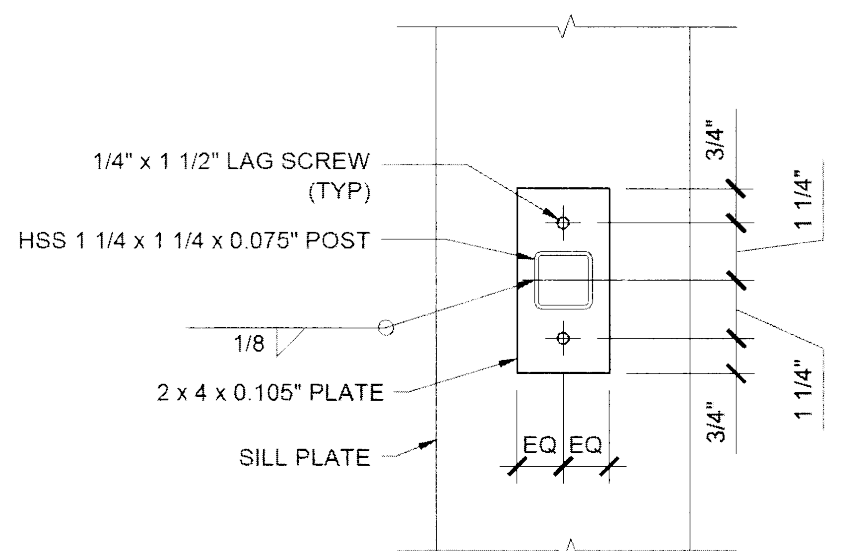 1/4" x 1 1/2" LAG SCREW
(TYP)
HSS 1 1/4 x 1 1/4 x 0.075" POST
1/8
2 x 4 x 0.105" PLATE
SILL PLATE
EQ EQ
3/4"
1 1/4"
1 1/4"
3/4"